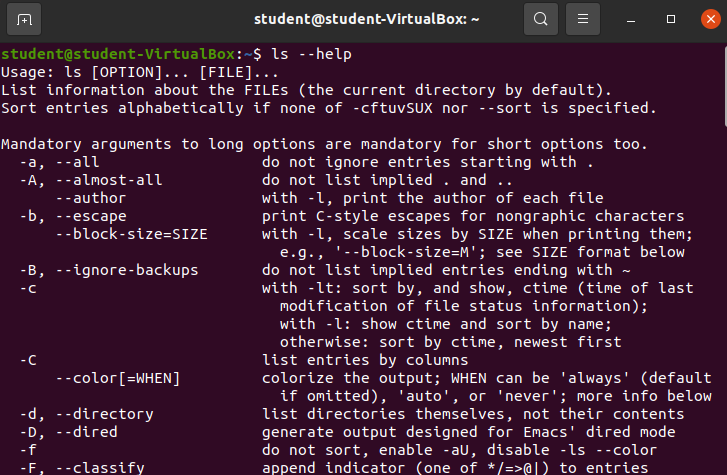 student@student-VirtualBox: ~
student@student-VirtualBox:~$ ls --help
Usage: ls [OPTION]... [FILE]...
List information about the FILEs (the current directory by default).
Sort entries alphabetically if none of -cftuvSUX nor --sort is specified.

Mandatory arguments to long options are mandatory for short options too.
  -a, --all                  do not ignore entries starting with .
  -A, --almost-all           do not list implied . and ..
      --author               with -l, print the author of each file
  -b, --escape               print C-style escapes for nongraphic characters
      --block-size=SIZE      with -l, scale sizes by SIZE when printing them;
                               e.g., '--block-size=M'; see SIZE format below
  -B, --ignore-backups       do not list implied entries ending with ~
  -c                         with -lt: sort by, and show, ctime (time of last
                               modification of file status information);
                               with -l: show ctime and sort by name;
                               otherwise: sort by ctime, newest first
  -C                         list entries by columns
      --color[=WHEN]         colorize the output; WHEN can be 'always' (default
                               if omitted), 'auto', or 'never'; more info below
  -d, --directory            list directories themselves, not their contents
  -D, --dired                generate output designed for Emacs' dired mode
  -f                         do not sort, enable -aU, disable -ls --color
  -F, --classify             append indicator (one of */=>@|) to entries